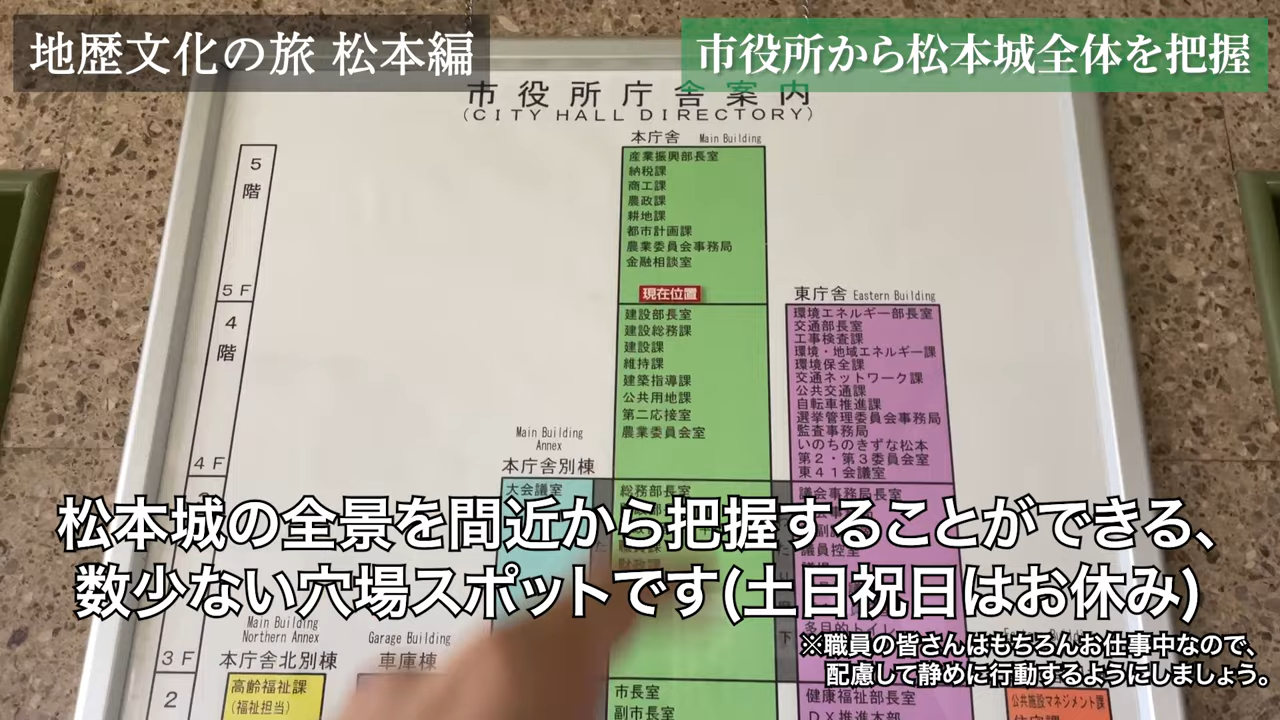 地歴文化の旅 松本編
市役所から松本城全体を把握
市役所庁舎案内
(CITY HALL DIRECTORY)
本庁舎 Main Building
5階
産業振興部長室
納税課
商工課
農政課
耕地課
都市計画課
農業委員会事務局
金融相談室
5F
現在位置
4階
建設部長室
建設総務課
建設課
維持課
建築指導課
公共用地課
第二応接室
農業委員会室
4F
東庁舎 Eastern Building
環境エネルギー部長室
交通部長室
工事検査課
環境・地域エネルギー課
環境保全課
交通ネットワーク課
公共交通課
自転車推進課
選挙管理委員会事務局
監査事務局
いのちのきずな松本
第2・第3委員会室
東41会議室
Main Building
Annex
本庁舎別棟
大会議室
総務部長室
議会事務局長室
議員控室
松本城の全景を間近から把握することができる、
数少ない穴場スポットです(土日祝日はお休み)
※職員の皆さんはもちろんお仕事中なので、
配慮して静めに行動するようにしましょう。
多目的トイレ
Main Building
Northern Annex
本庁舎北別棟
Garage Building
車庫棟
3F
2
高齢福祉課
(福祉担当)
市長室
副市長室
健康福祉部長室
DX推進本部
公共施設マネジメント課
住宅課